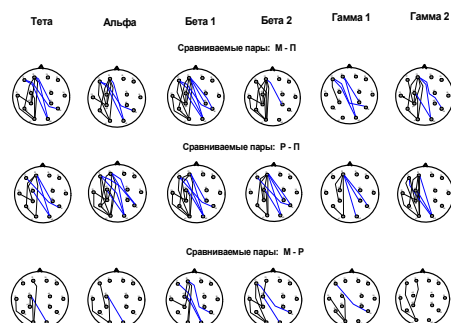 Тета Альфа Бета 1 Бета 2 Гамма 1 Гамма 2
Сравниваемые пары: М - П
Сравниваемые пары: Р - П
Сравниваемые пары: М - Р